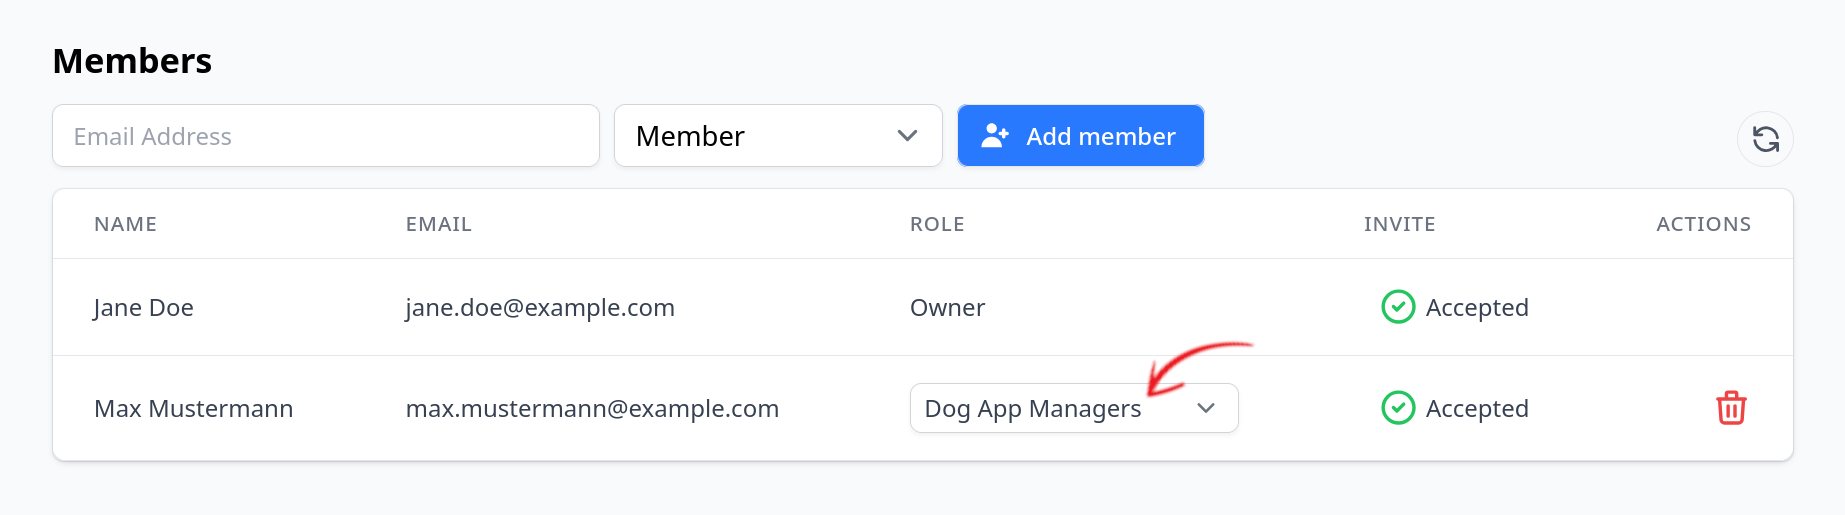 Members
Email Address Member Add member
NAME EMAIL ROLE INVITE ACTIONS
Jane Doe jane.doe@example.com Owner Accepted
Max Mustermann max.mustermann@example.com Dog App Managers Accepted